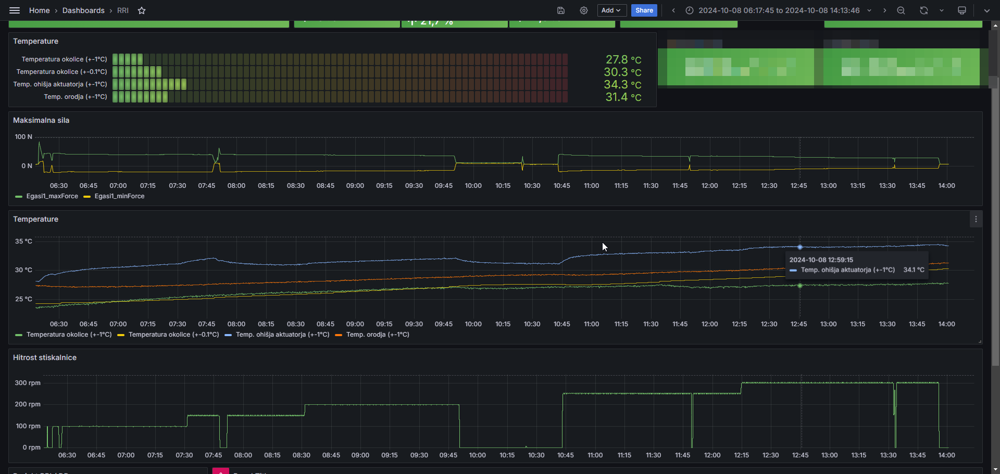 Home › Dashboards › RRI
Add
Share
2024-10-08 06:17:45 to 2024-10-08 14:13:46
21,7 %
Temperature
Temperatura okolice (+-1°C) 27.8 °C
Temperatura okolice (+-0.1°C) 30.3 °C
Temp. ohišja aktuatorja (+-1°C) 34.3 °C
Temp. orodja (+-1°C) 31.4 °C
Maksimalna sila
100 N
0 N
06:30 06:45 07:00 07:15 07:30 07:45 08:00 08:15 08:30 08:45 09:00 09:15 09:30 09:45 10:00 10:15 10:30 10:45 11:00 11:15 11:30 11:45 12:00 12:15 12:30 12:45 13:00 13:15 13:30 13:45 14:00
Egasi1_maxForce Egasi1_minForce
Temperature
35 °C
30 °C
25 °C
2024-10-08 12:59:15
Temp. ohišja aktuatorja (+-1°C) 34.1 °C
06:30 06:45 07:00 07:15 07:30 07:45 08:00 08:15 08:30 08:45 09:00 09:15 09:30 09:45 10:00 10:15 10:30 10:45 11:00 11:15 11:30 11:45 12:00 12:15 12:30 12:45 13:00 13:15 13:30 13:45 14:00
Temperatura okolice (+-1°C) Temperatura okolice (+-0.1°C) Temp. ohišja aktuatorja (+-1°C) Temp. orodja (+-1°C)
Hitrost stiskalnice
300 rpm
200 rpm
100 rpm
0 rpm
06:30 06:45 07:00 07:15 07:30 07:45 08:00 08:15 08:30 08:45 09:00 09:15 09:30 09:45 10:00 10:15 10:30 10:45 11:00 11:15 11:30 11:45 12:00 12:15 12:30 12:45 13:00 13:15 13:30 13:45 14:00